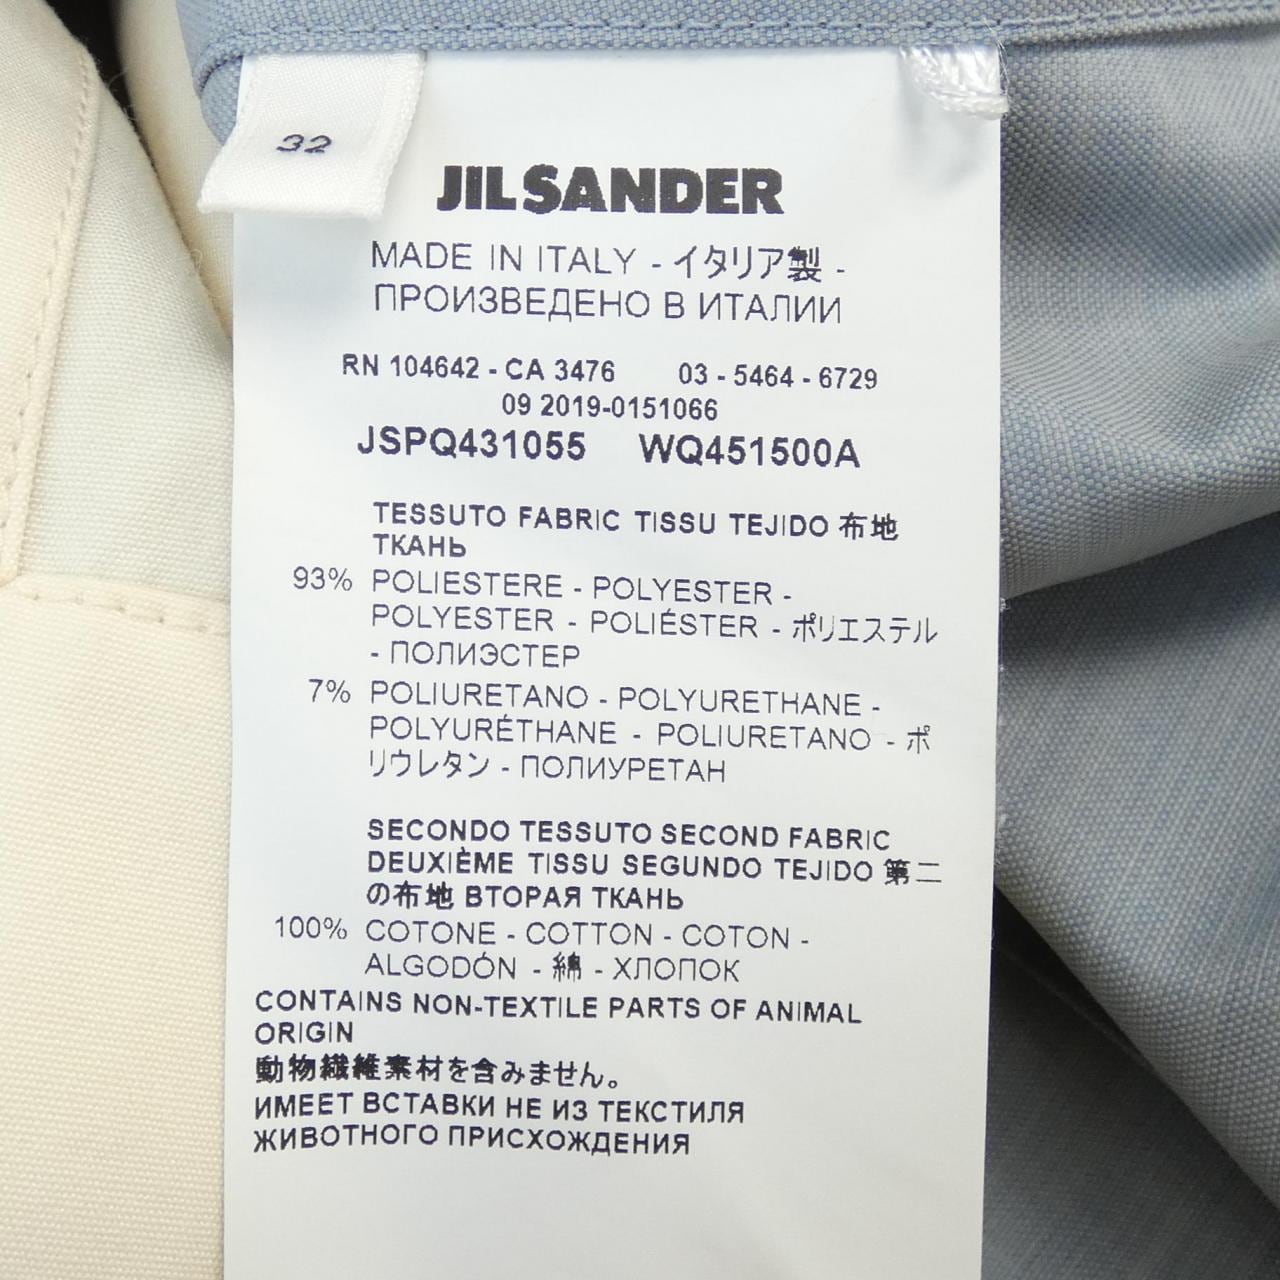 32
JIL SANDER
MADE IN ITALY - イタリア製 -
ПРОИЗВЕДЕНО В ИТАЛИИ
RN 104642 - CA 3476 03 - 5464 - 6729
09 2019-0151066
JSPQ431055 WQ451500A
TESSUTO FABRIC TISSU TEJIDO 布地
ТКАНЬ
93% POLIESTERE - POLYESTER -
POLYESTER - POLIÉSTER - ポリエステル
- ПОЛИЭСТЕР
7% POLIURETANO - POLYURETHANE -
POLYURÉTHANE - POLIURETANO - ポ
リウレタン - ПОЛИУРЕТАН
SECONDO TESSUTO SECOND FABRIC
DEUXIÈME TISSU SEGUNDO TEJIDO 第二
の布地 ВТОРАЯ ТКАНЬ
100% COTONE - COTTON - COTON -
ALGODÓN - 綿 - ХЛОПОК
CONTAINS NON-TEXTILE PARTS OF ANIMAL
ORIGIN
動物繊維素材を含みません。
ИМЕЕТ ВСТАВКИ НЕ ИЗ ТЕКСТИЛЯ
ЖИВОТНОГО ПРИСХОЖДЕНИЯ